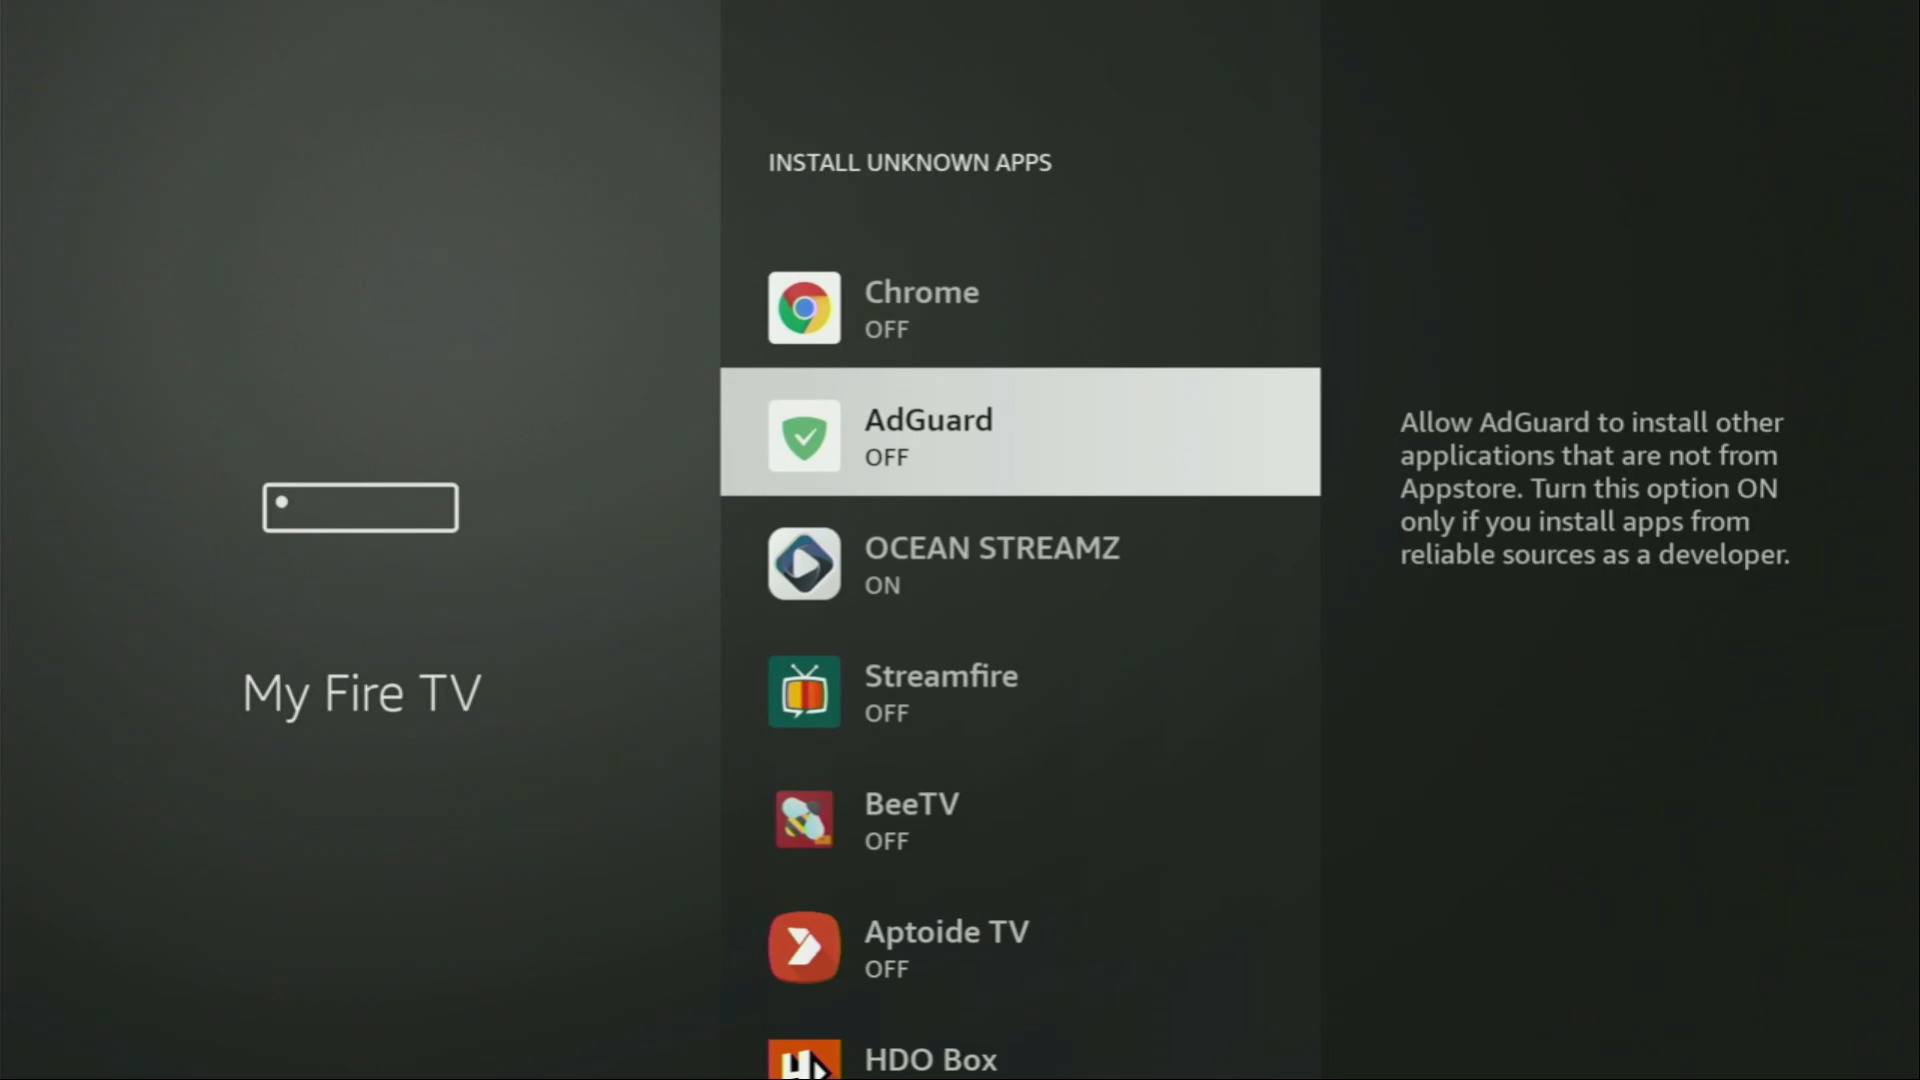 INSTALL UNKNOWN APPS
Chrome
OFF
AdGuard
OFF
OCEAN STREAMZ
ON
Streamfire
OFF
BeeTV
OFF
Aptoide TV
OFF
HDO Box
My Fire TV
Allow AdGuard to install other
applications that are not from
Appstore. Turn this option ON
only if you install apps from
reliable sources as a developer.